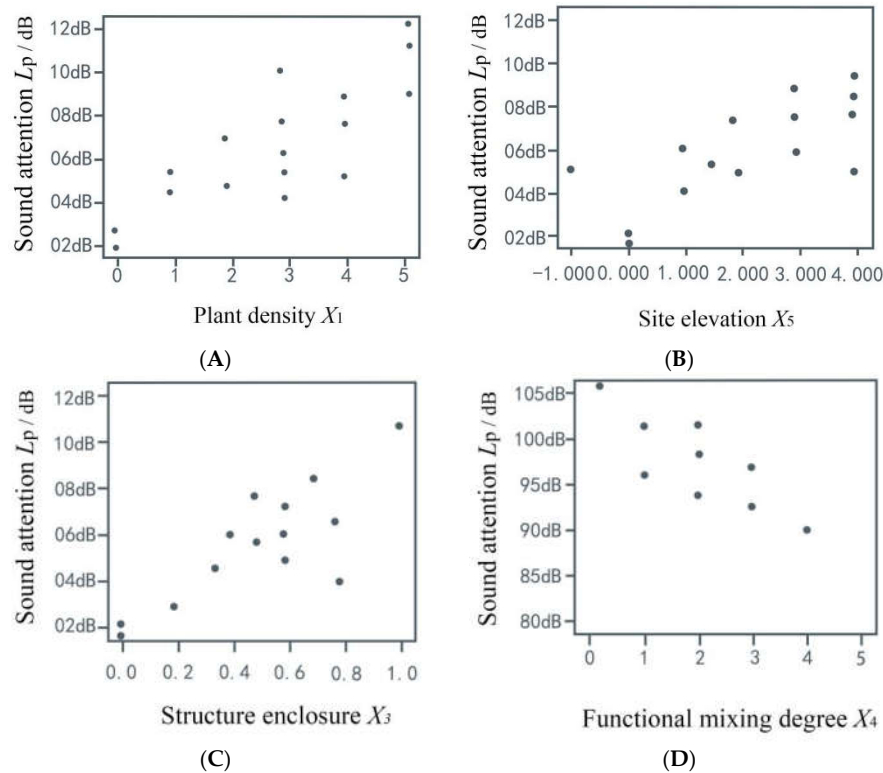 Sound attention Lp / dB
12dB
10dB
08dB
06dB
04dB
02dB
0 1 2 3 4 5
Plant density X1
(A)
Sound attention Lp / dB
12dB
10dB
08dB
06dB
04dB
02dB
-1.0000 0.000 1.000 2.000 3.000 4.000
Site elevation X5
(B)
Sound attention Lp / dB
12dB
10dB
08dB
06dB
04dB
02dB
0.0 0.2 0.4 0.6 0.8 1.0
Structure enclosure X3
(C)
Sound attention Lp / dB
105dB
100dB
95dB
90dB
85dB
80dB
0 1 2 3 4 5
Functional mixing degree X4
(D)